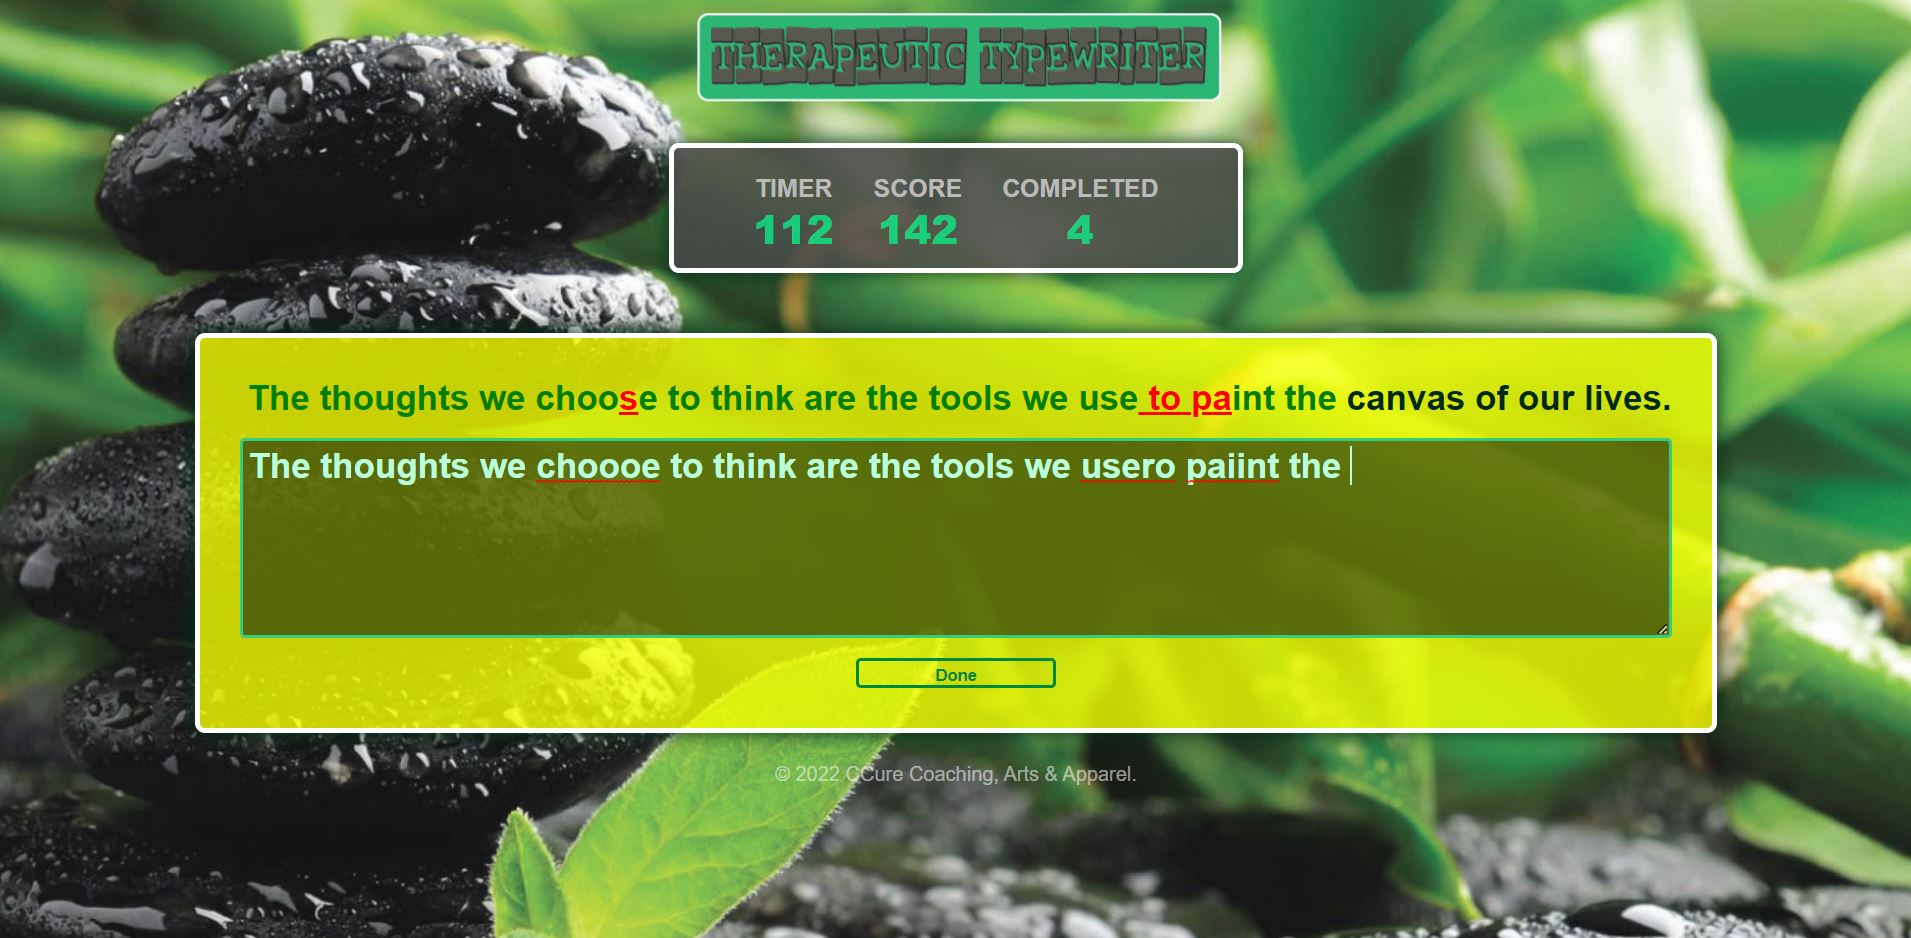 THERAPEUTIC TYPEWRITER
TIMER SCORE COMPLETED
112 142 4
The thoughts we choose to think are the tools we use to paint the canvas of our lives.
The thoughts we choooe to think are the tools we usero paiint the
Done
© 2022 CCure Coaching, Arts & Apparel.